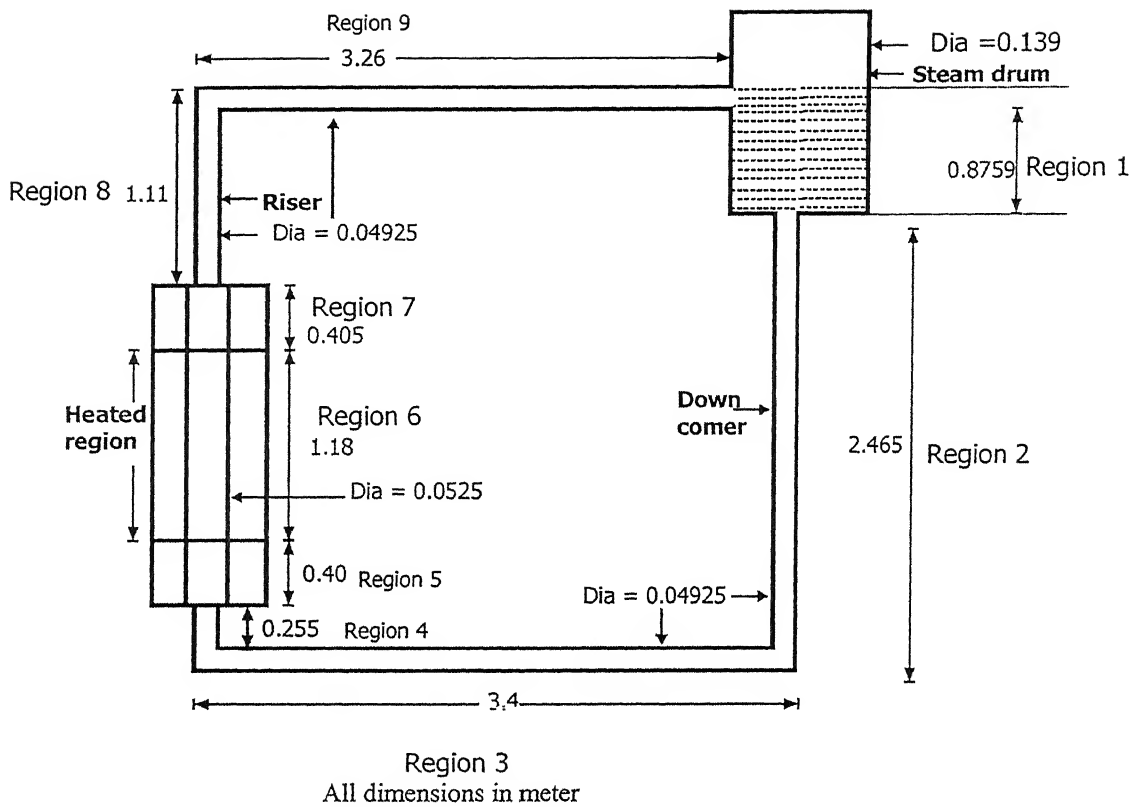 Region 9
3.26
Dia =0.139
Steam drum
0.8759 Region 1
Region 8 1.11
Riser
Dia = 0.04925
Region 7
0.405
Heated
region
Region 6
1.18
Down
comer
2.465 Region 2
Dia = 0.0525
0.40 Region 5
Dia = 0.04925
0.255 Region 4
3.4
Region 3
All dimensions in meter